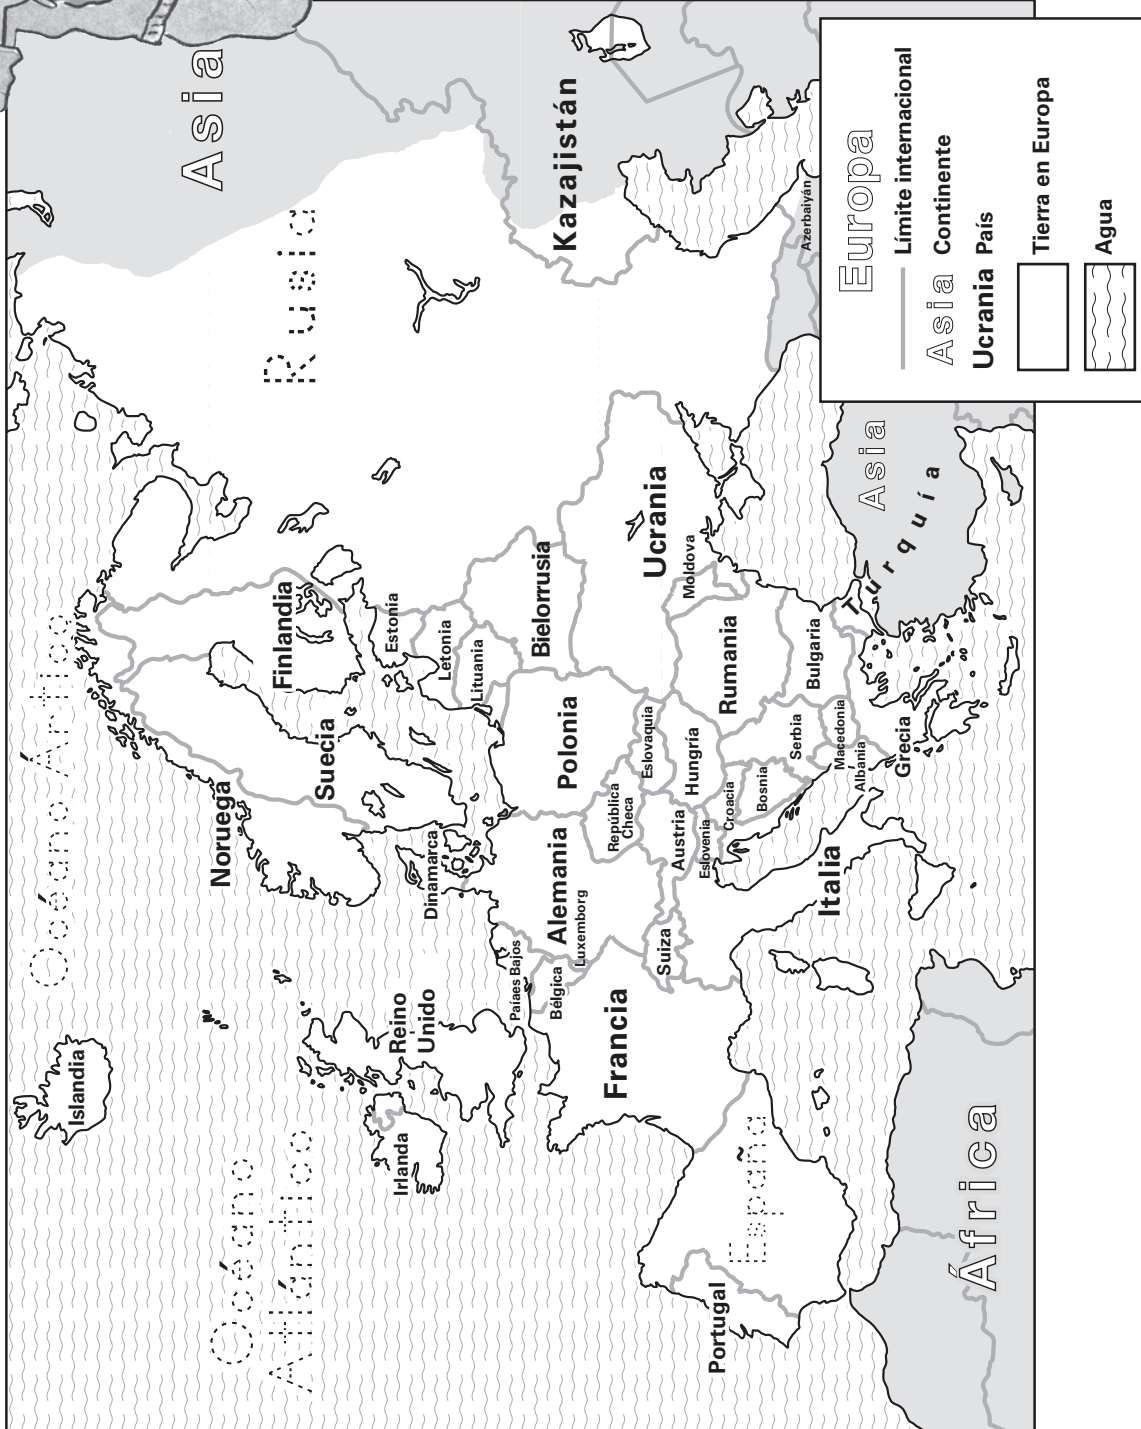 Asia
Océano Ártico
Rusia
Kazajistán
Islandia
Noruega
Suecia
Finlandia
Estonia
Letonia
Lituania
Dinamarca
Océano
Atlántico
Irlanda
Reino
Unido
Bielorrusia
Polonia
Alemania
Luxemborg
Paíaes Bajos
Bélgica
Francia
Ucrania
Moldova
Eslovaquia
República
Checa
Hungría
Austria
Suiza
Eslovenia
Croacia
Bosnia
Rumania
Serbia
Bulgaria
Macedonia
Albania
Grecia
Italia
España
Portugal
Azerbaiyán
Asia
Turquía
África
Europa
Límite internacional
Asia Continente
Ucrania País
Tierra en Europa
Agua